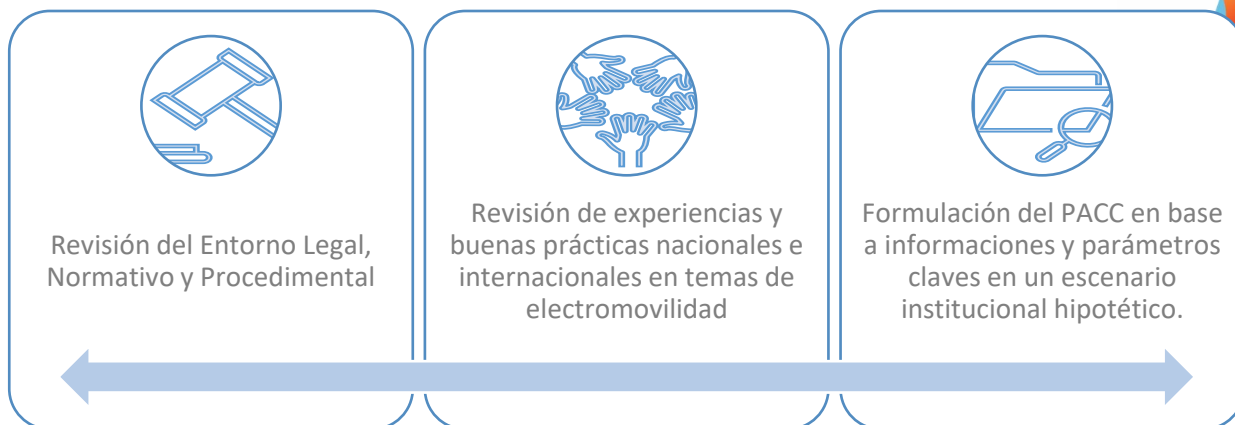 Revisión del Entorno Legal,
Normativo y Procedimental
Revisión de experiencias y
buenas prácticas nacionales e
internacionales en temas de
electromovilidad
Formulación del PACC en base
a informaciones y parámetros
claves en un escenario
institucional hipotético.